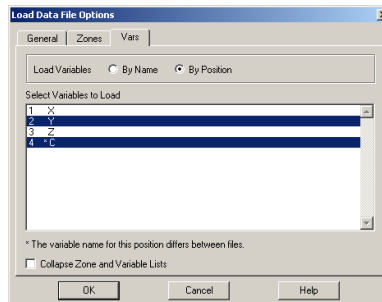 Load Data File Options
General Zones Vars
Load Variables By Name By Position
Select Variables to Load
1 X
2 Y
3 Z
4 *C
* The variable name for this position differs between files.
Collapse Zone and Variable Lists
OK Cancel Help